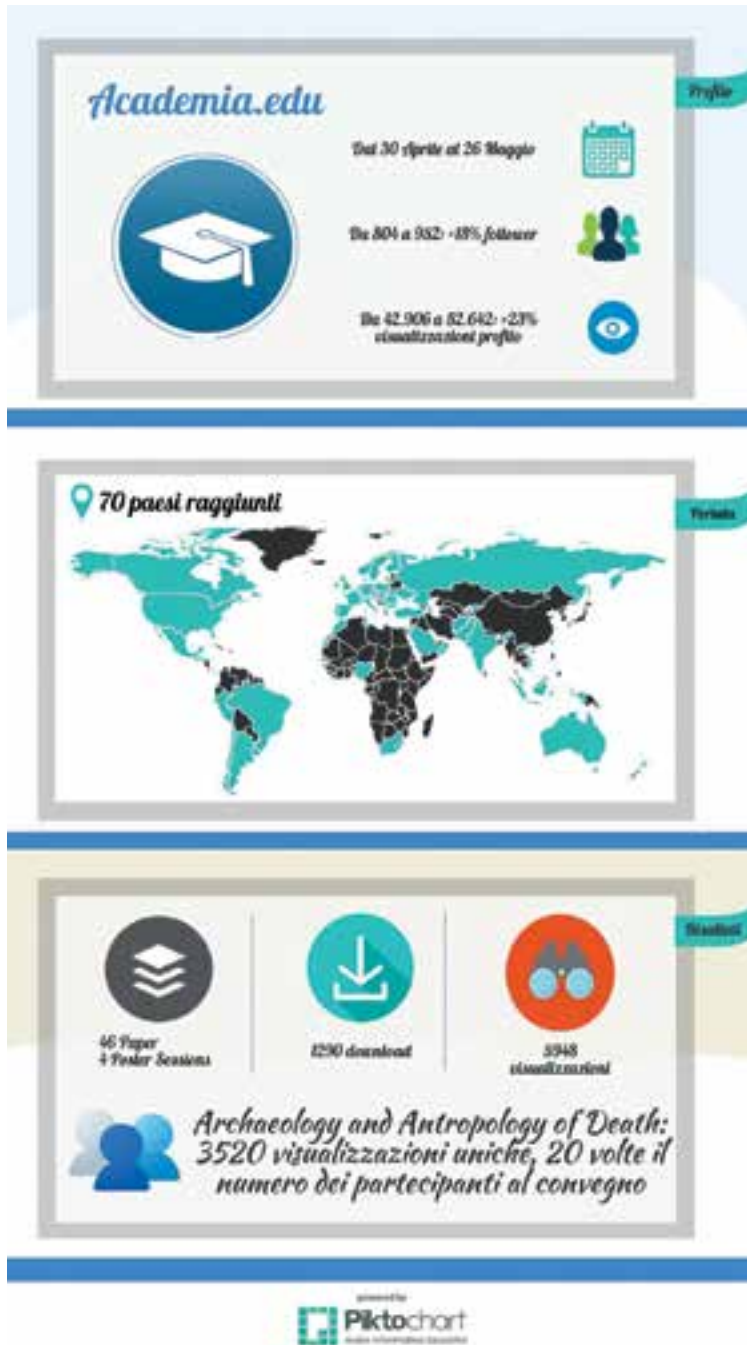 Academia.edu
Profilo
Dal 30 Aprile al 26 Maggio
Da 804 a 952: +18% follower
Da 42.906 a 52.642: +23%
visualizzazioni profilo
70 paesi raggiunti
Portata
46 Paper
4 Poster Sessions
1290 download
5948
visualizzazioni
Risultati
Archaeology and Antropology of Death:
3520 visualizzazioni uniche, 20 volte il
numero dei partecipanti al convegno
powered by
Piktochart